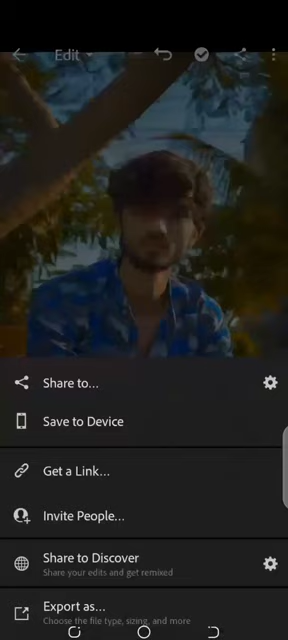 Edit
Share to...
Save to Device
Get a Link...
Invite People...
Share to Discover
Share your edits and get remixed
Export as...
Choose the file type, sizing, and more